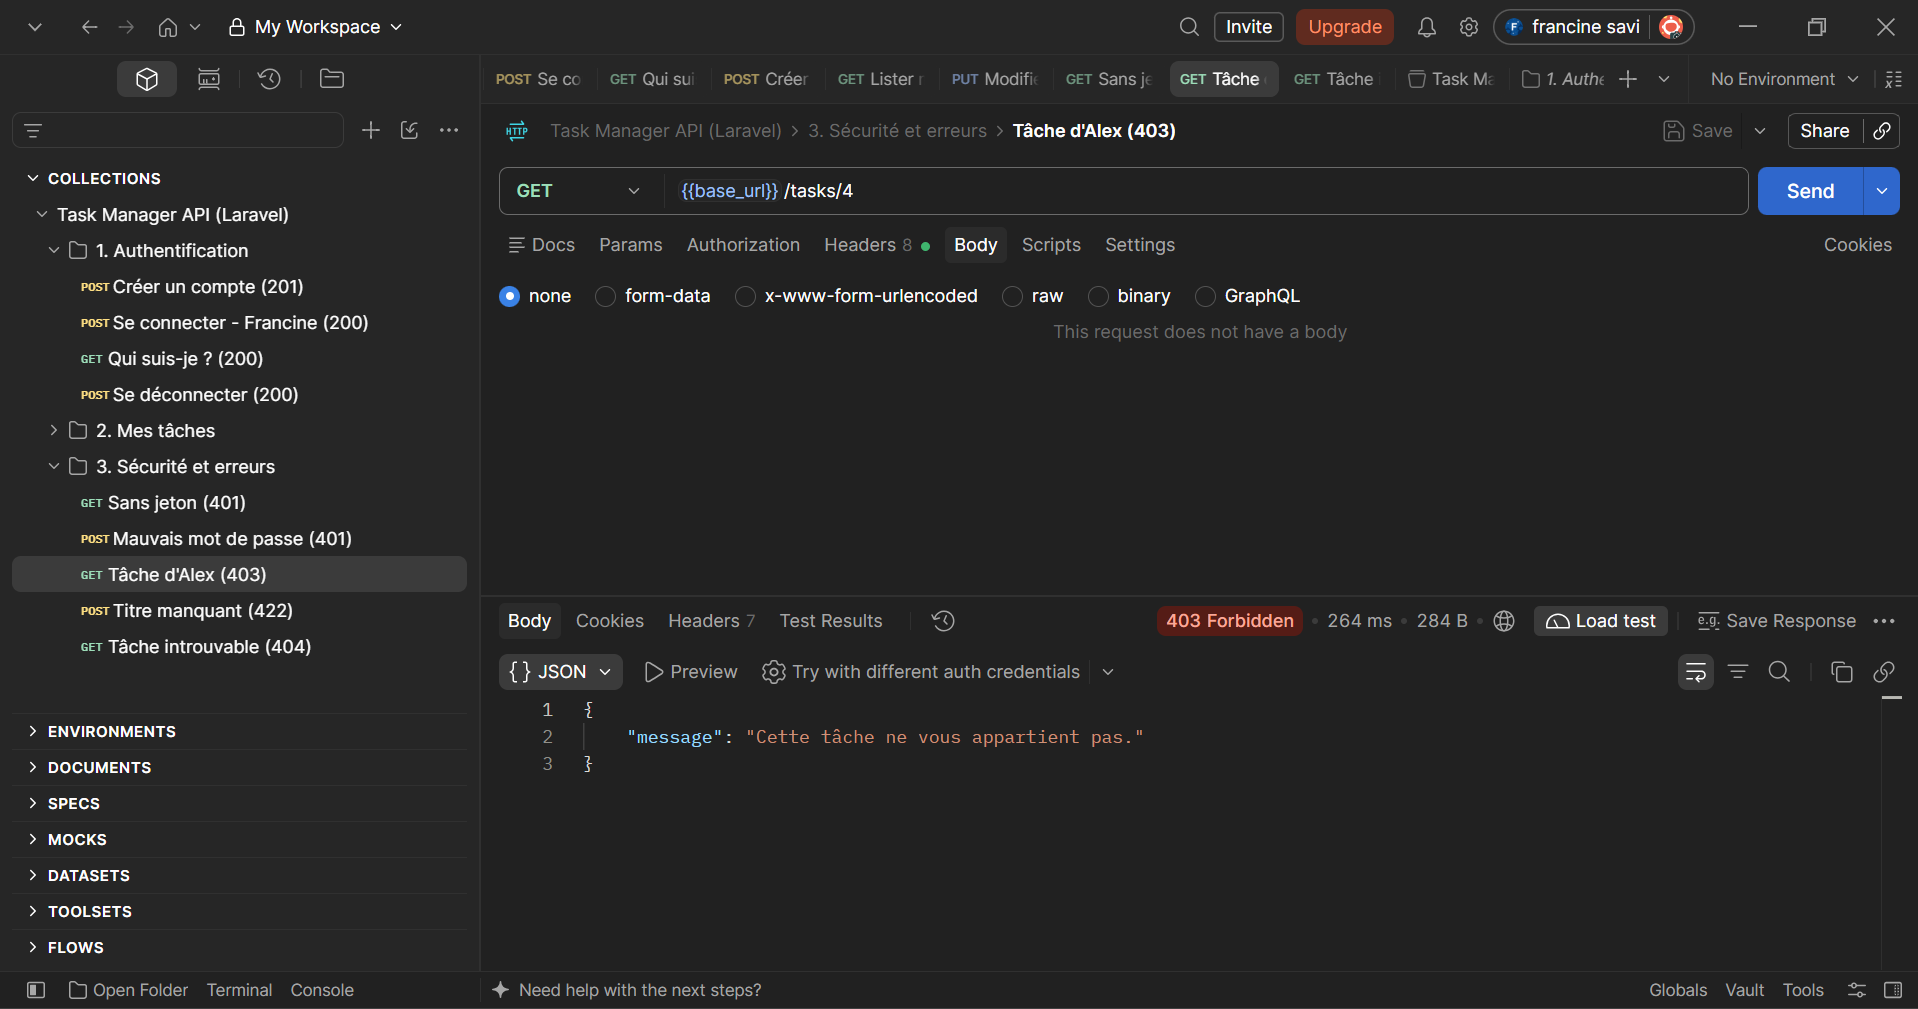 My Workspace
Invite
Upgrade
F francine savi
POST Se co
GET Qui sui
POST Créer
GET Lister
PUT Modifie
GET Sans je
GET Tâche
GET Tâche
Task Ma
1. Authe
No Environment
HTTP Task Manager API (Laravel) > 3. Sécurité et erreurs > Tâche d'Alex (403)
Save
Share
COLLECTIONS
Task Manager API (Laravel)
1. Authentification
POST Créer un compte (201)
POST Se connecter - Francine (200)
GET Qui suis-je ? (200)
POST Se déconnecter (200)
2. Mes tâches
3. Sécurité et erreurs
GET Sans jeton (401)
POST Mauvais mot de passe (401)
GET Tâche d'Alex (403)
POST Titre manquant (422)
GET Tâche introuvable (404)
ENVIRONMENTS
DOCUMENTS
SPECS
MOCKS
DATASETS
TOOLSETS
FLOWS
GET {{base_url}} /tasks/4
Send
Docs Params Authorization Headers 8 Body Scripts Settings
Cookies
none form-data x-www-form-urlencoded raw binary GraphQL
This request does not have a body
Body Cookies Headers 7 Test Results
403 Forbidden • 264 ms • 284 B
Load test
e.g. Save Response
{} JSON Preview Try with different auth credentials
1 {
2 "message": "Cette tâche ne vous appartient pas."
3 }
Open Folder Terminal Console
Need help with the next steps?
Globals Vault Tools